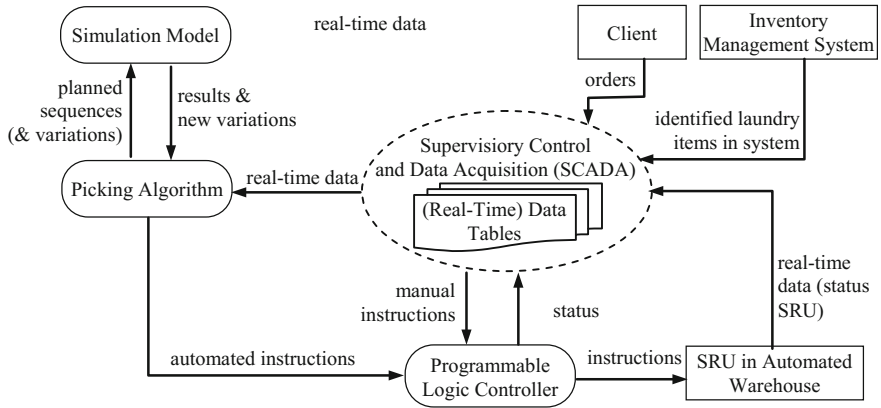 Simulation Model
real-time data
Client
Inventory
Management System
planned
sequences
(& variations)
results &
new variations
orders
identified laundry
items in system
Supervisiory Control
and Data Acquisition (SCADA)
Picking Algorithm
real-time data
(Real-Time) Data
Tables
real-time
data (status
SRU)
manual
instructions
status
automated instructions
Programmable
Logic Controller
instructions
SRU in Automated
Warehouse